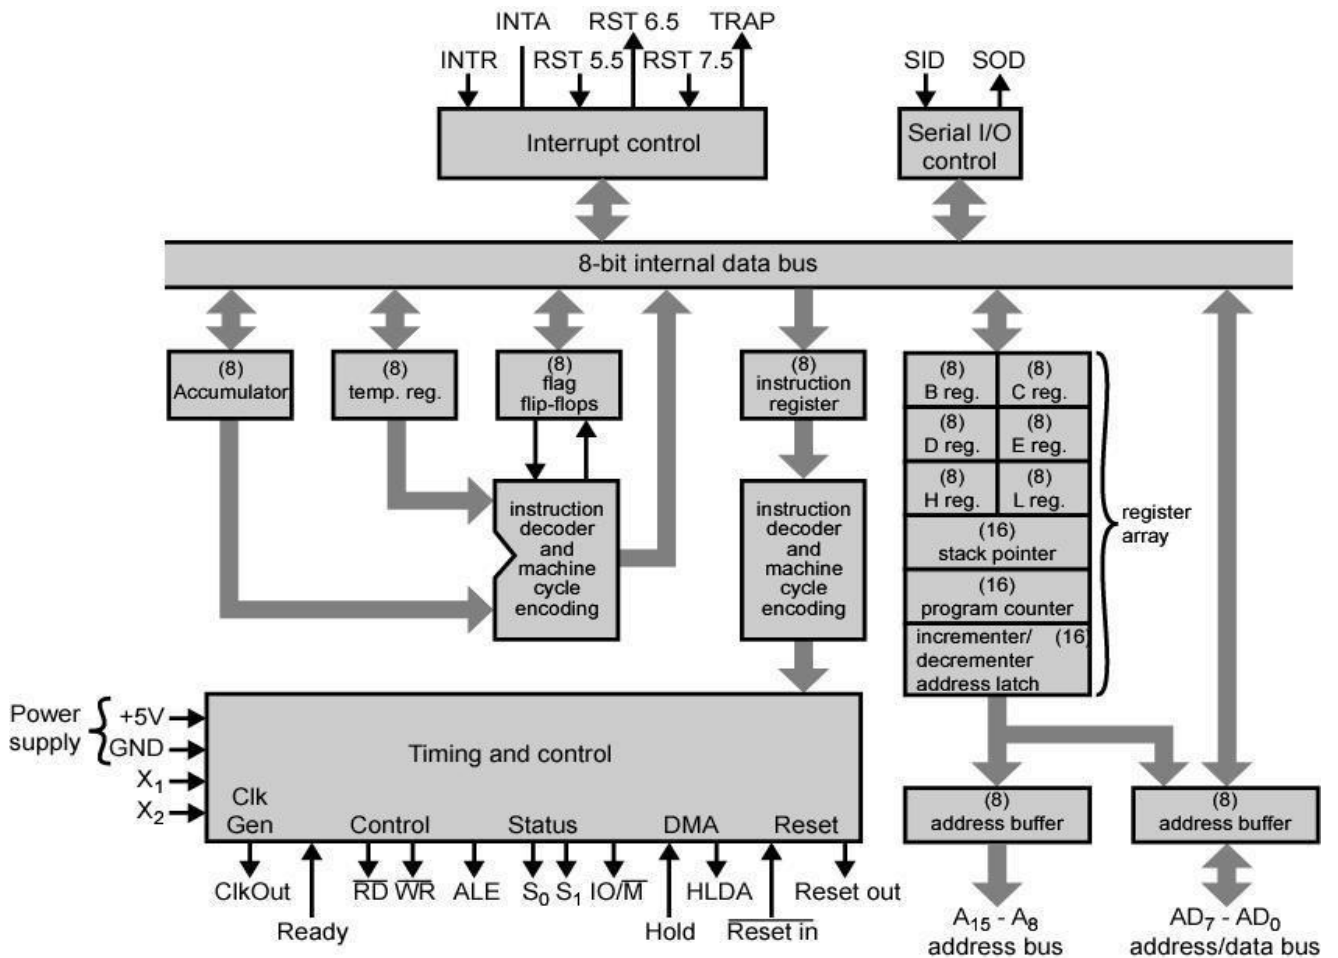 INTA RST 6.5 TRAP
INTR RST 5.5 RST 7.5 SID SOD
Interrupt control
Serial I/O
control
8-bit internal data bus
(8)
Accumulator
(8)
temp. reg.
(8)
flag
flip-flops
(8)
instruction
register
(8)
B reg.
(8)
C reg.
(8)
D reg.
(8)
E reg.
(8)
H reg.
(8)
L reg.
(16)
stack pointer
(16)
program counter
incrementer/ (16)
decrementer
address latch
register
array
instruction
decoder
and
machine
cycle
encoding
instruction
decoder
and
machine
cycle
encoding
Power
supply
+5V
GND
X₁
X₂
Timing and control
Clk
Gen Control Status DMA Reset
ClkOut R̅D̅ W̅R̅ ALE S₀ S₁ IO/M̅ HLDA Reset out
Ready Hold R̅e̅s̅e̅t̅ i̅n̅
(8)
address buffer
(8)
address buffer
A₁₅ - A₈
address bus
AD₇ - AD₀
address/data bus